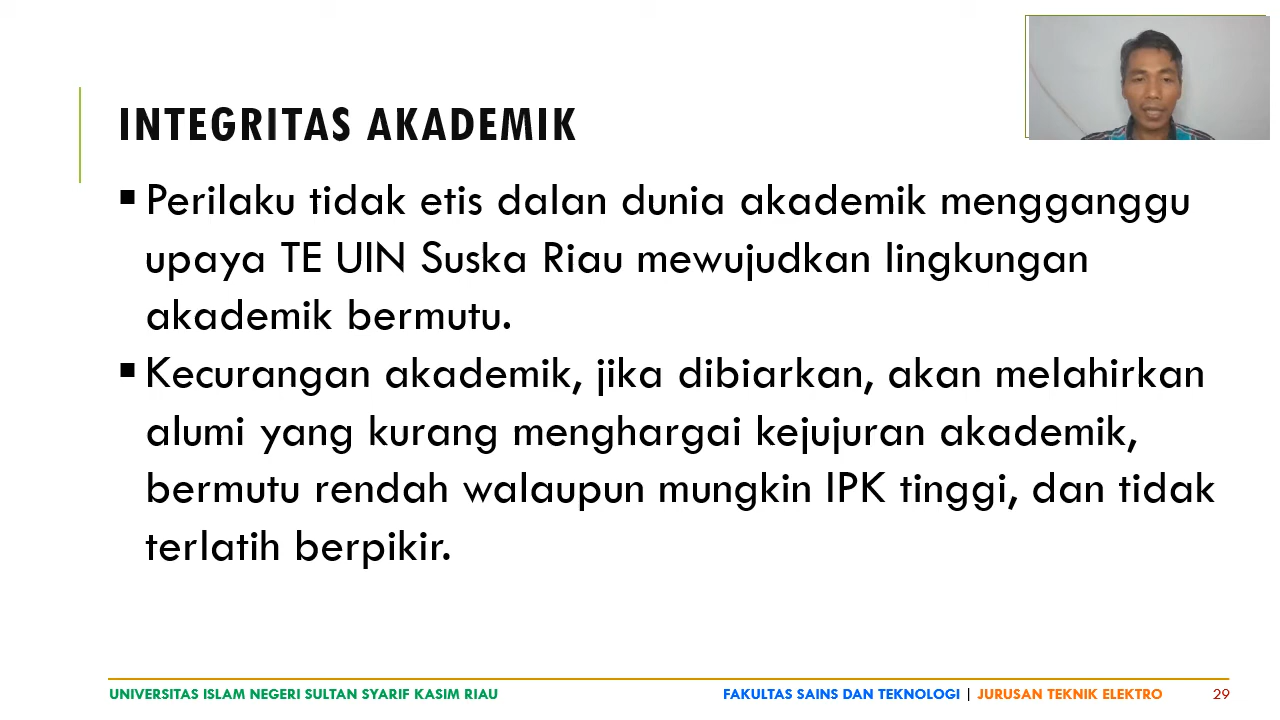 INTEGRITAS AKADEMIK
▪ Perilaku tidak etis dalan dunia akademik mengganggu
upaya TE UIN Suska Riau mewujudkan lingkungan
akademik bermutu.
▪ Kecurangan akademik, jika dibiarkan, akan melahirkan
alumi yang kurang menghargai kejujuran akademik,
bermutu rendah walaupun mungkin IPK tinggi, dan tidak
terlatih berpikir.
UNIVERSITAS ISLAM NEGERI SULTAN SYARIF KASIM RIAU FAKULTAS SAINS DAN TEKNOLOGI | JURUSAN TEKNIK ELEKTRO 29